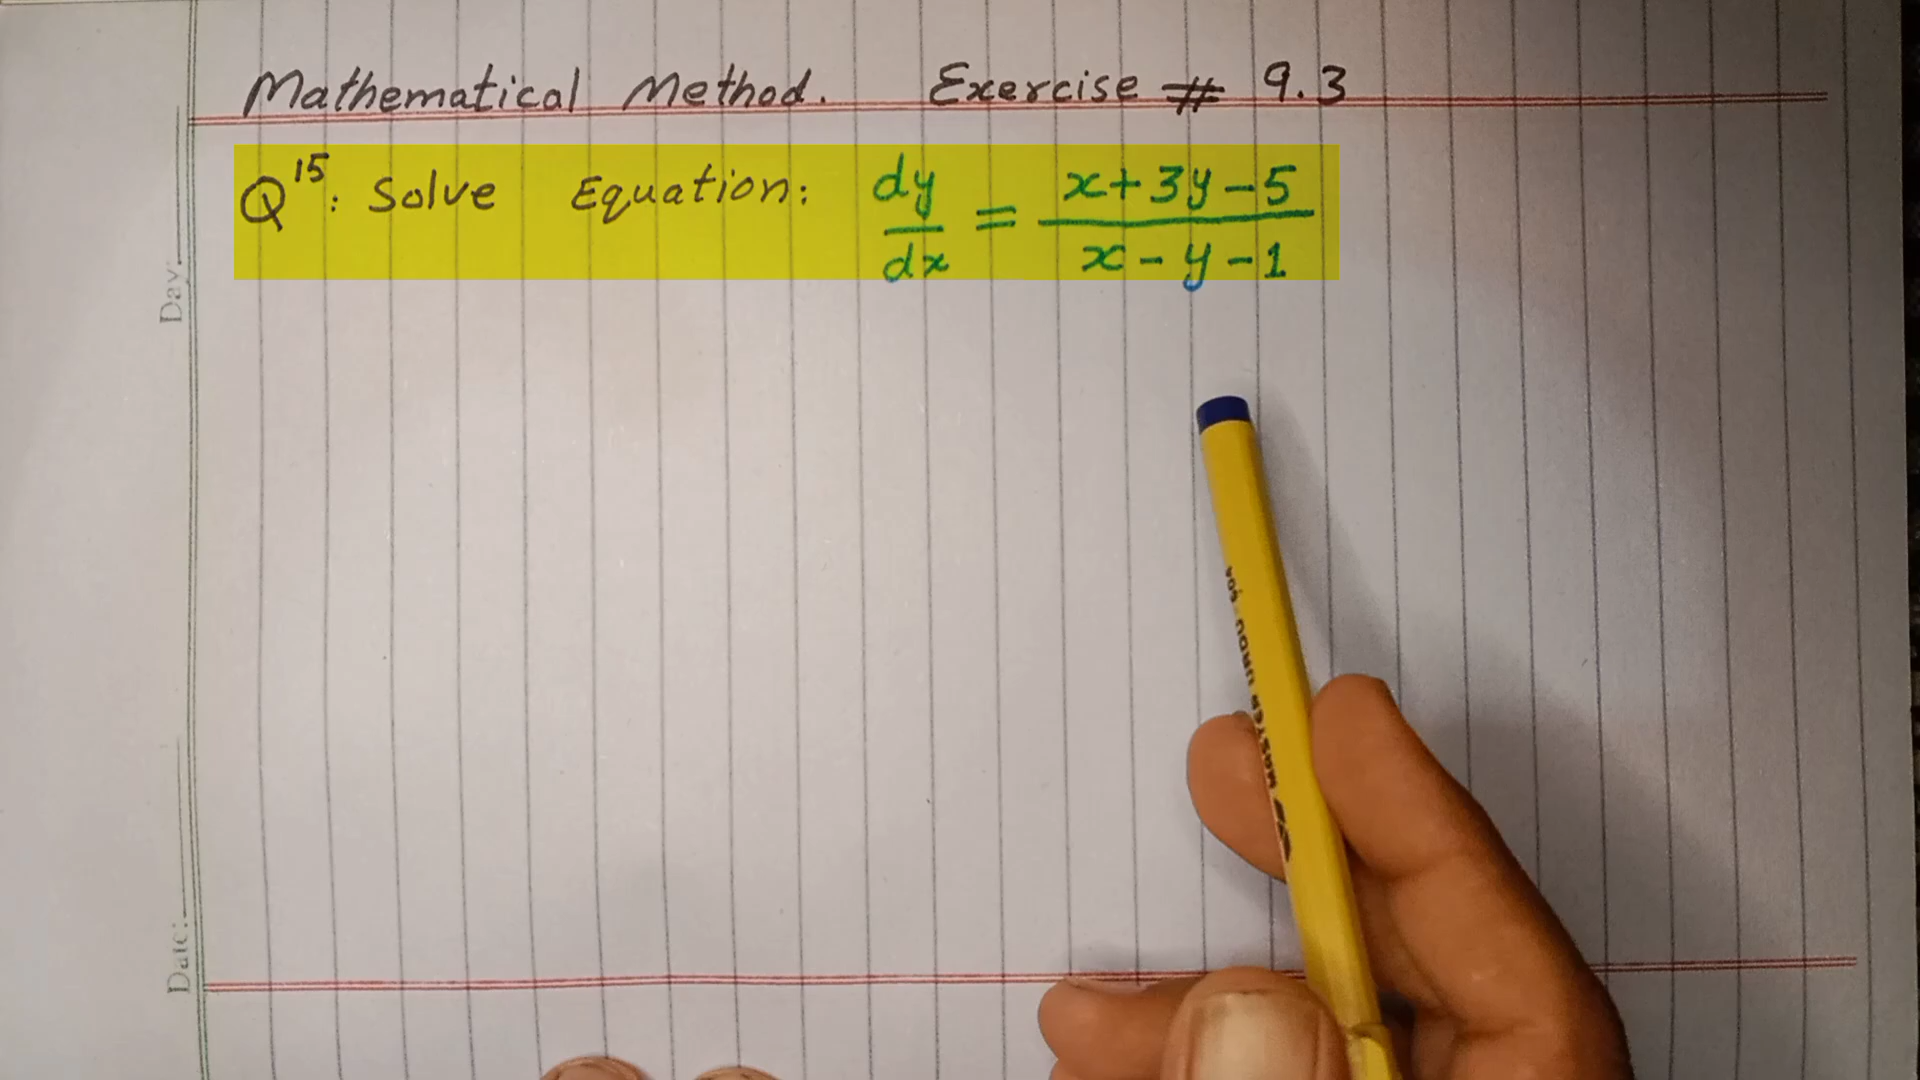 Mathematical Method. Exercise # 9.3
Q15: Solve Equation: dy/dx = x+3y-5 / x-y-1
Day:
Date: